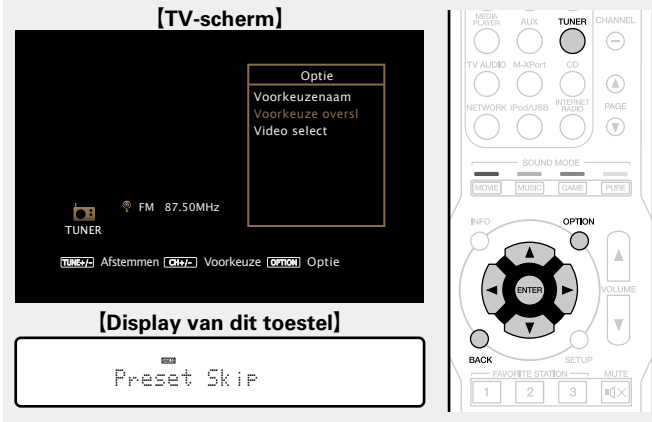 【TV-scherm】
Optie
Voorkeuzenaam
Voorkeuze oversl
Video select
FM 87.50MHz
TUNER
TUNE+/- Afstemmen CH+/- Voorkeuze OPTION Optie
【Display van dit toestel】
Preset Skip
MEDIA PLAYER AUX TUNER CHANNEL
TV AUDIO M-XPort CD
NETWORK iPod/USB INTERNET RADIO PAGE
SOUND MODE
MOVIE MUSIC GAME PURE
INFO OPTION
ENTER VOLUME
BACK SETUP
FAVORITE STATION MUTE
1 2 3